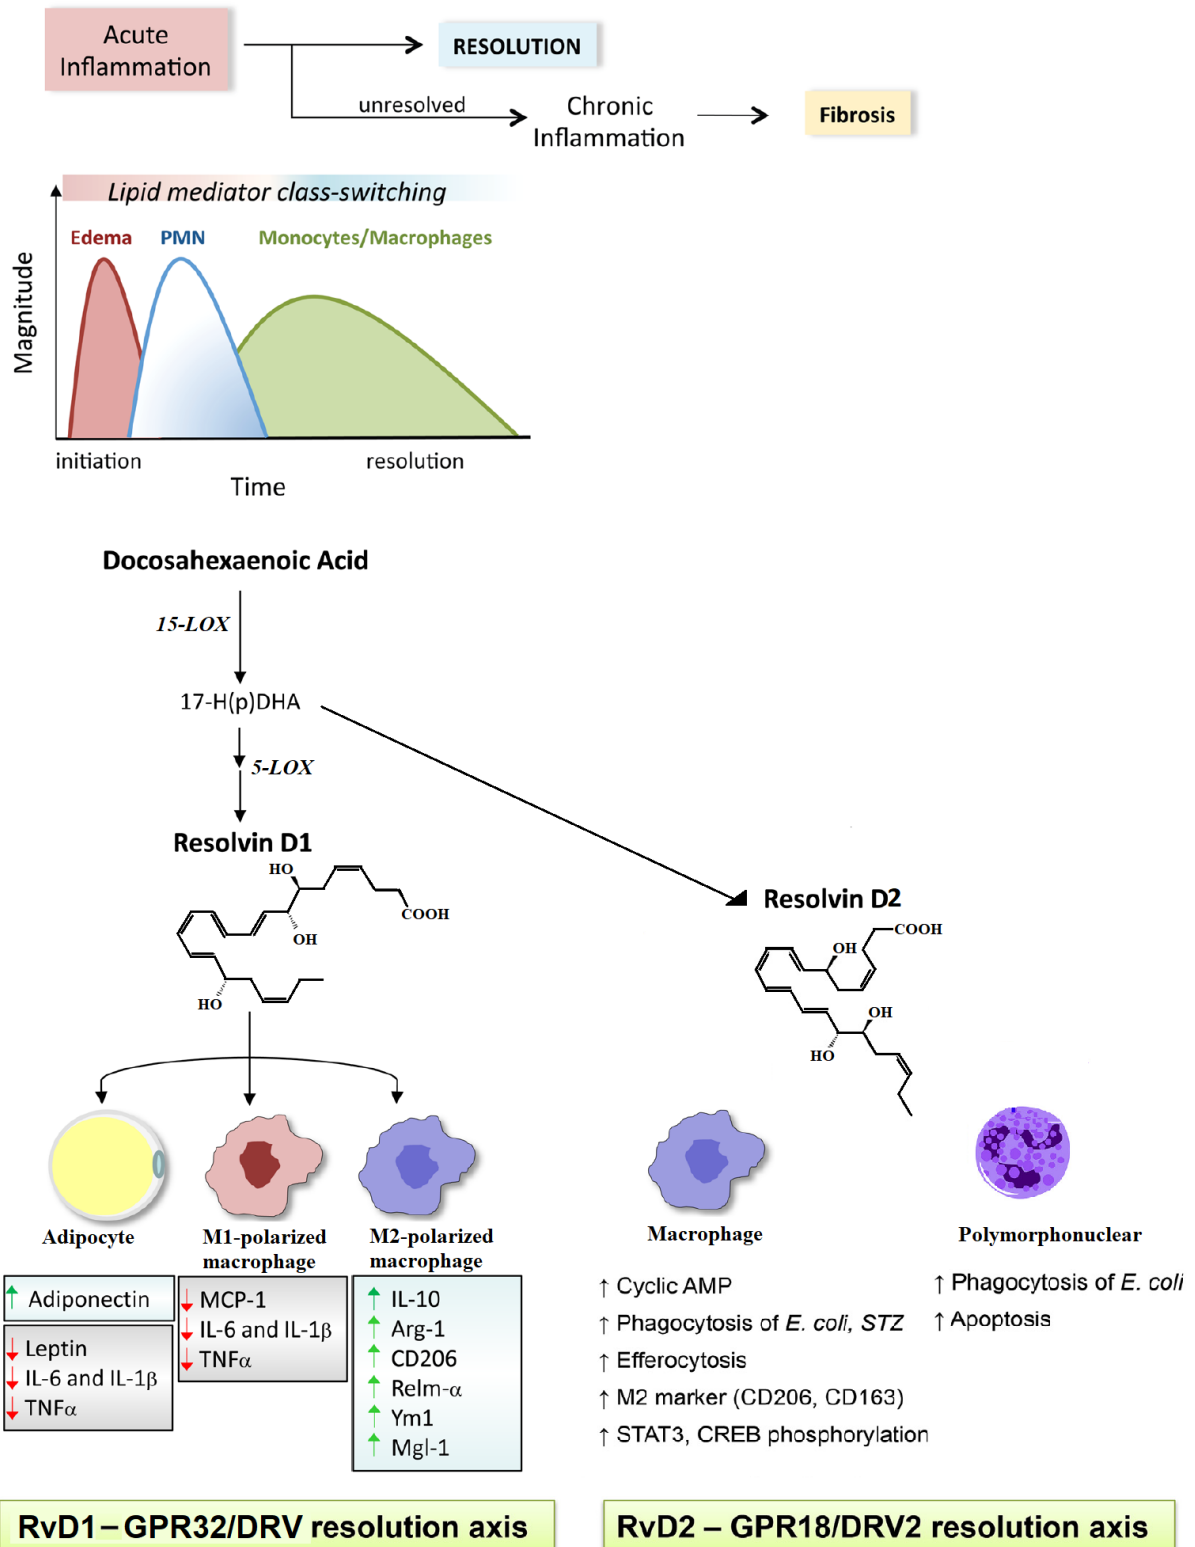 Acute
Inflammation
RESOLUTION
unresolved
Chronic
Inflammation
Fibrosis
Lipid mediator class-switching
Edema
PMN
Monocytes/Macrophages
Magnitude
initiation
resolution
Time
Docosahexaenoic Acid
15-LOX
17-H(p)DHA
5-LOX
Resolvin D1
HO
COOH
OH
HO
Resolvin D2
COOH
OH
OH
HO
Adipocyte
M1-polarized
macrophage
M2-polarized
macrophage
Macrophage
Polymorphonuclear
↑ Adiponectin
↓ Leptin
↓ IL-6 and IL-1β
↓ TNFα
↓ MCP-1
↓ IL-6 and IL-1β
↓ TNFα
↑ IL-10
↑ Arg-1
↑ CD206
↑ Relm-α
↑ Ym1
↑ Mgl-1
↑ Cyclic AMP
↑ Phagocytosis of E. coli, STZ
↑ Efferocytosis
↑ M2 marker (CD206, CD163)
↑ STAT3, CREB phosphorylation
↑ Phagocytosis of E. coli
↑ Apoptosis
RvD1–GPR32/DRV resolution axis
RvD2 – GPR18/DRV2 resolution axis